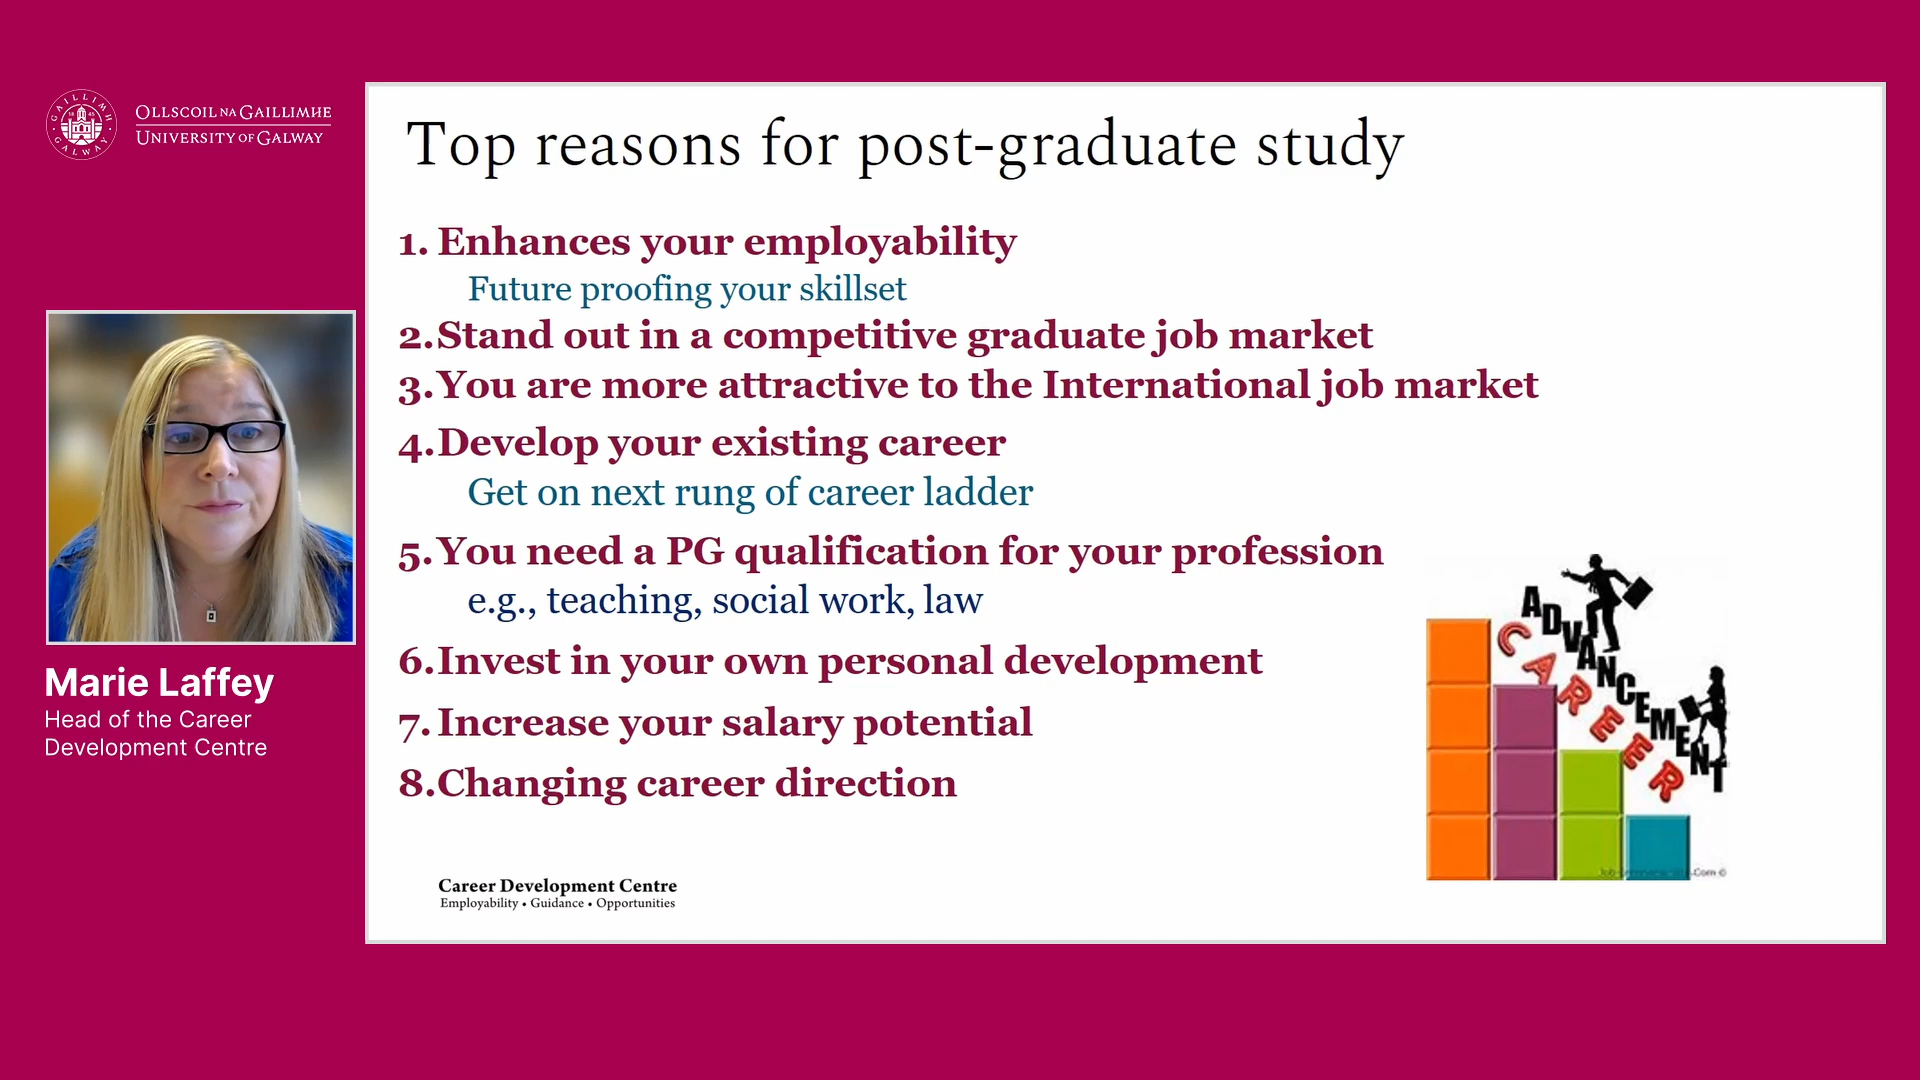 OLLSCOIL NA GAILLIMHE
UNIVERSITY OF GALWAY
GAILLIMH
GALWAY
Marie Laffey
Head of the Career
Development Centre
Top reasons for post-graduate study
1. Enhances your employability
Future proofing your skillset
2. Stand out in a competitive graduate job market
3. You are more attractive to the International job market
4. Develop your existing career
Get on next rung of career ladder
5. You need a PG qualification for your profession
e.g., teaching, social work, law
6. Invest in your own personal development
7. Increase your salary potential
8. Changing career direction
ADVANCEMENT
CAREER
Career Development Centre
Employability • Guidance • Opportunities